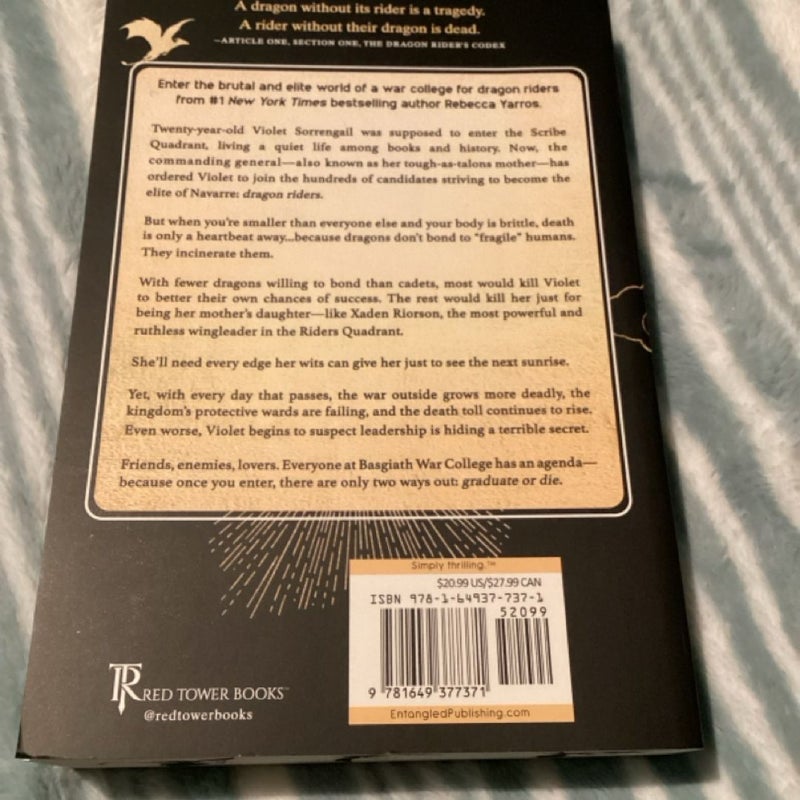 A dragon without its rider is a tragedy.
A rider without their dragon is dead.
—ARTICLE ONE, SECTION ONE, THE DRAGON RIDER'S CODEX
Enter the brutal and elite world of a war college for dragon riders
from #1 New York Times bestselling author Rebecca Yarros.
Twenty-year-old Violet Sorrengail was supposed to enter the Scribe
Quadrant, living a quiet life among books and history. Now, the
commanding general—also known as her tough-as-talons mother—has
ordered Violet to join the hundreds of candidates striving to become the
elite of Navarre: dragon riders.
But when you're smaller than everyone else and your body is brittle, death
is only a heartbeat away...because dragons don't bond to "fragile" humans.
They incinerate them.
With fewer dragons willing to bond than cadets, most would kill Violet
to better their own chances of success. The rest would kill her just for
being her mother's daughter—like Xaden Riorson, the most powerful and
ruthless wingleader in the Riders Quadrant.
She'll need every edge her wits can give her just to see the next sunrise.
Yet, with every day that passes, the war outside grows more deadly, the
kingdom's protective wards are failing, and the death toll continues to rise.
Even worse, Violet begins to suspect leadership is hiding a terrible secret.
Friends, enemies, lovers. Everyone at Basgiath War College has an agenda—
because once you enter, there are only two ways out: graduate or die.
Simply thrilling.™
$20.99 US/$27.99 CAN
ISBN 978-1-64937-737-1
52099
9 781649 377371
EntangledPublishing.com
TR RED TOWER BOOKS™
@redtowerbooks